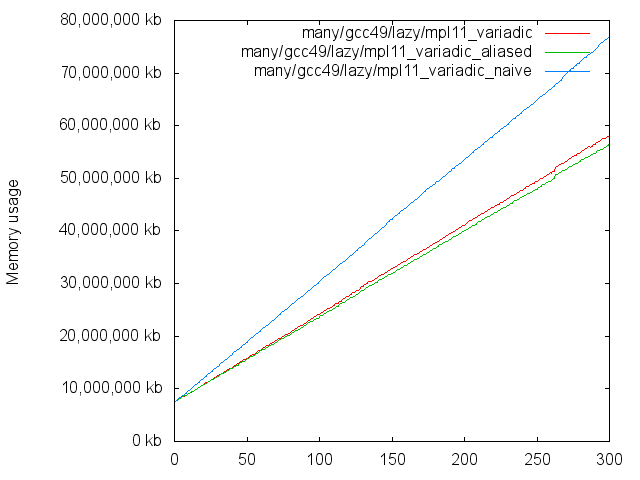 80,000,000 kb
70,000,000 kb
60,000,000 kb
50,000,000 kb
40,000,000 kb
30,000,000 kb
20,000,000 kb
10,000,000 kb
0 kb
Memory usage
many/gcc49/lazy/mpl11_variadic
many/gcc49/lazy/mpl11_variadic_aliased
many/gcc49/lazy/mpl11_variadic_naive
0 50 100 150 200 250 300